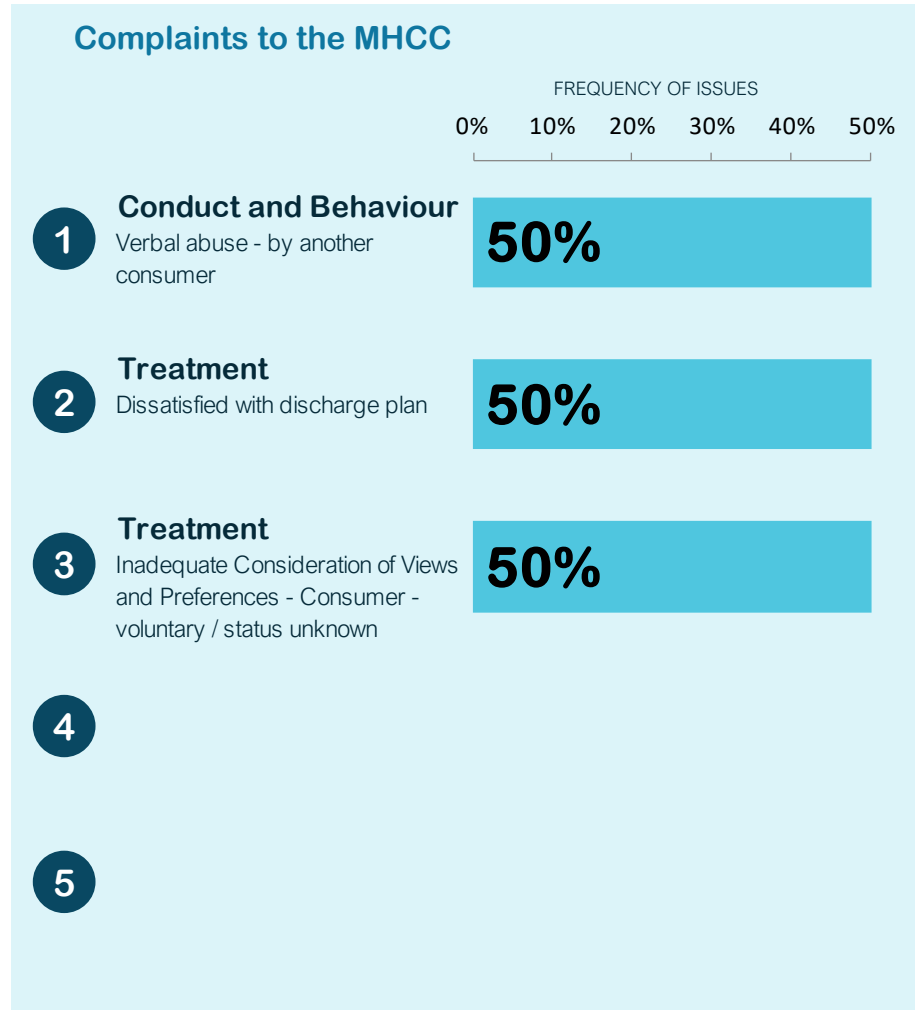 Complaints to the MHCC
FREQUENCY OF ISSUES
0% 10% 20% 30% 40% 50%
1
Conduct and Behaviour
Verbal abuse - by another
consumer
50%
2
Treatment
Dissatisfied with discharge plan
50%
3
Treatment
Inadequate Consideration of Views
and Preferences - Consumer -
voluntary / status unknown
50%
4
5